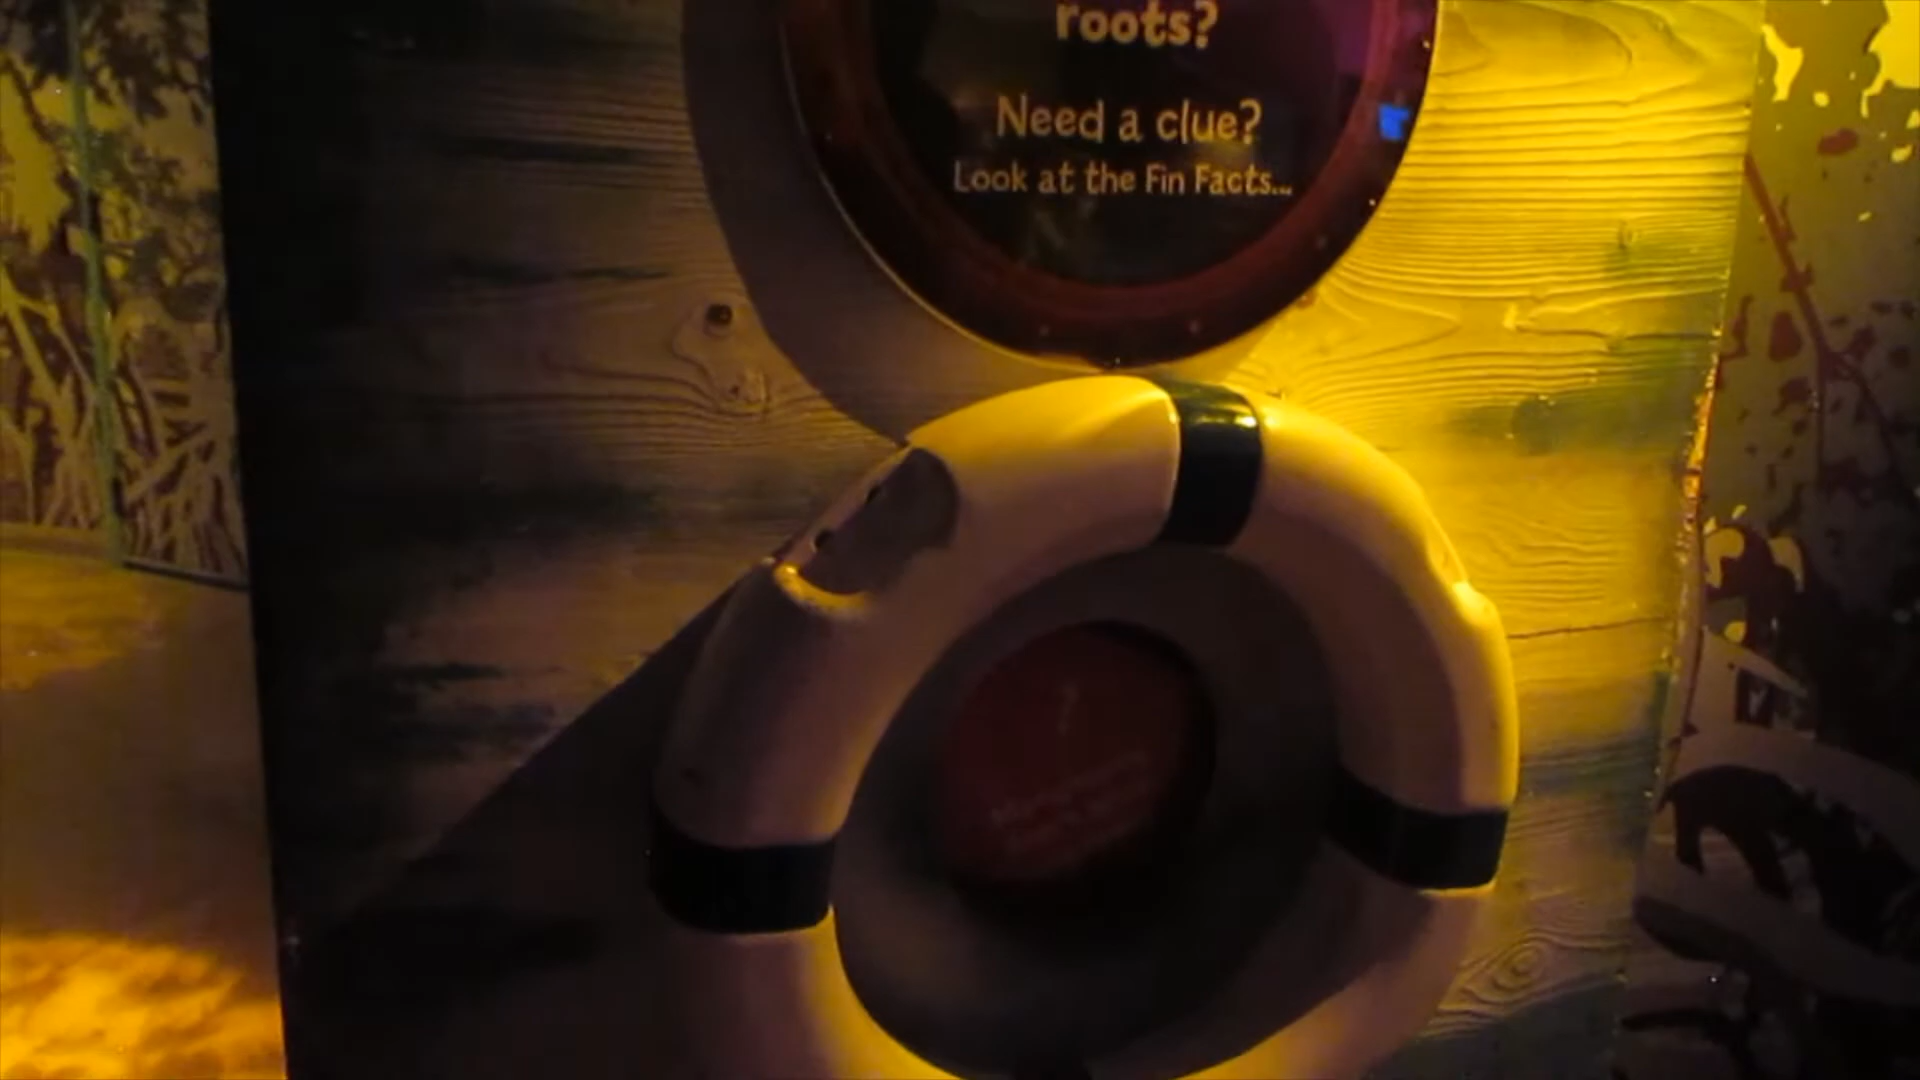 roots?
Need a clue?
Look at the Fin Facts...